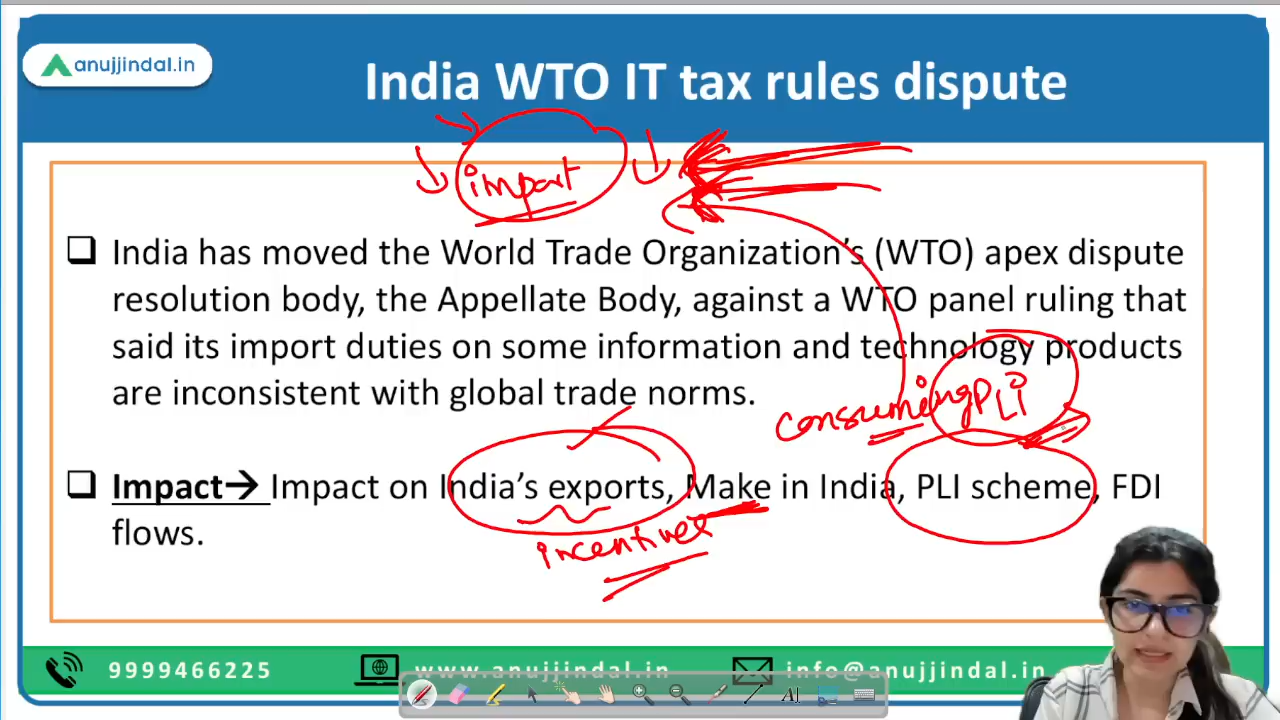 anujjindal.in
India WTO IT tax rules dispute
import
India has moved the World Trade Organization's (WTO) apex dispute
resolution body, the Appellate Body, against a WTO panel ruling that
said its import duties on some information and technology products
are inconsistent with global trade norms.
consuming PLI
Impact→ Impact on India's exports, Make in India, PLI scheme, FDI
flows.
incentives
9999466225
www.anujjindal.in
info@anujjindal.in
AI